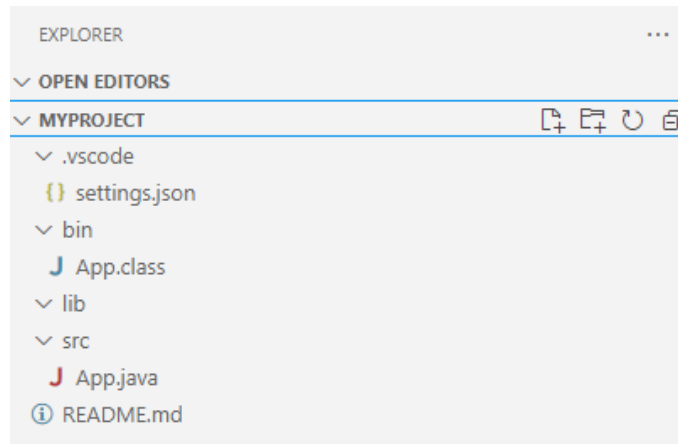 EXPLORER ...
OPEN EDITORS
MYPROJECT
.vscode
{} settings.json
bin
J App.class
lib
src
J App.java
README.md